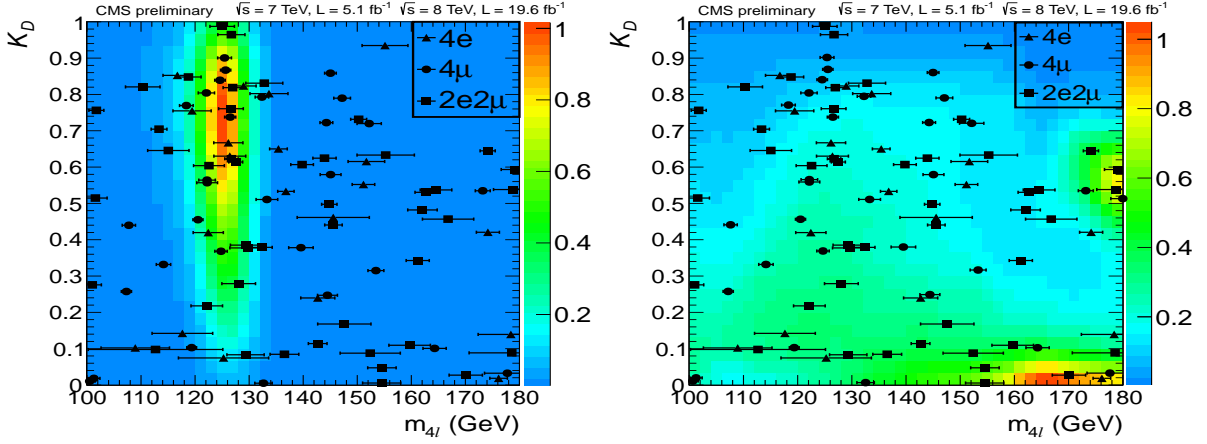 CMS preliminary √s = 7 TeV, L = 5.1 fb⁻¹ √s = 8 TeV, L = 19.6 fb⁻¹
K_D
1
0.9
0.8
0.7
0.6
0.5
0.4
0.3
0.2
0.1
0
4e
4μ
2e2μ
1
0.8
0.6
0.4
0.2
100 110 120 130 140 150 160 170 180
m_4l (GeV)
CMS preliminary √s = 7 TeV, L = 5.1 fb⁻¹ √s = 8 TeV, L = 19.6 fb⁻¹
K_D
1
0.9
0.8
0.7
0.6
0.5
0.4
0.3
0.2
0.1
0
4e
4μ
2e2μ
1
0.8
0.6
0.4
0.2
100 110 120 130 140 150 160 170 180
m_4l (GeV)